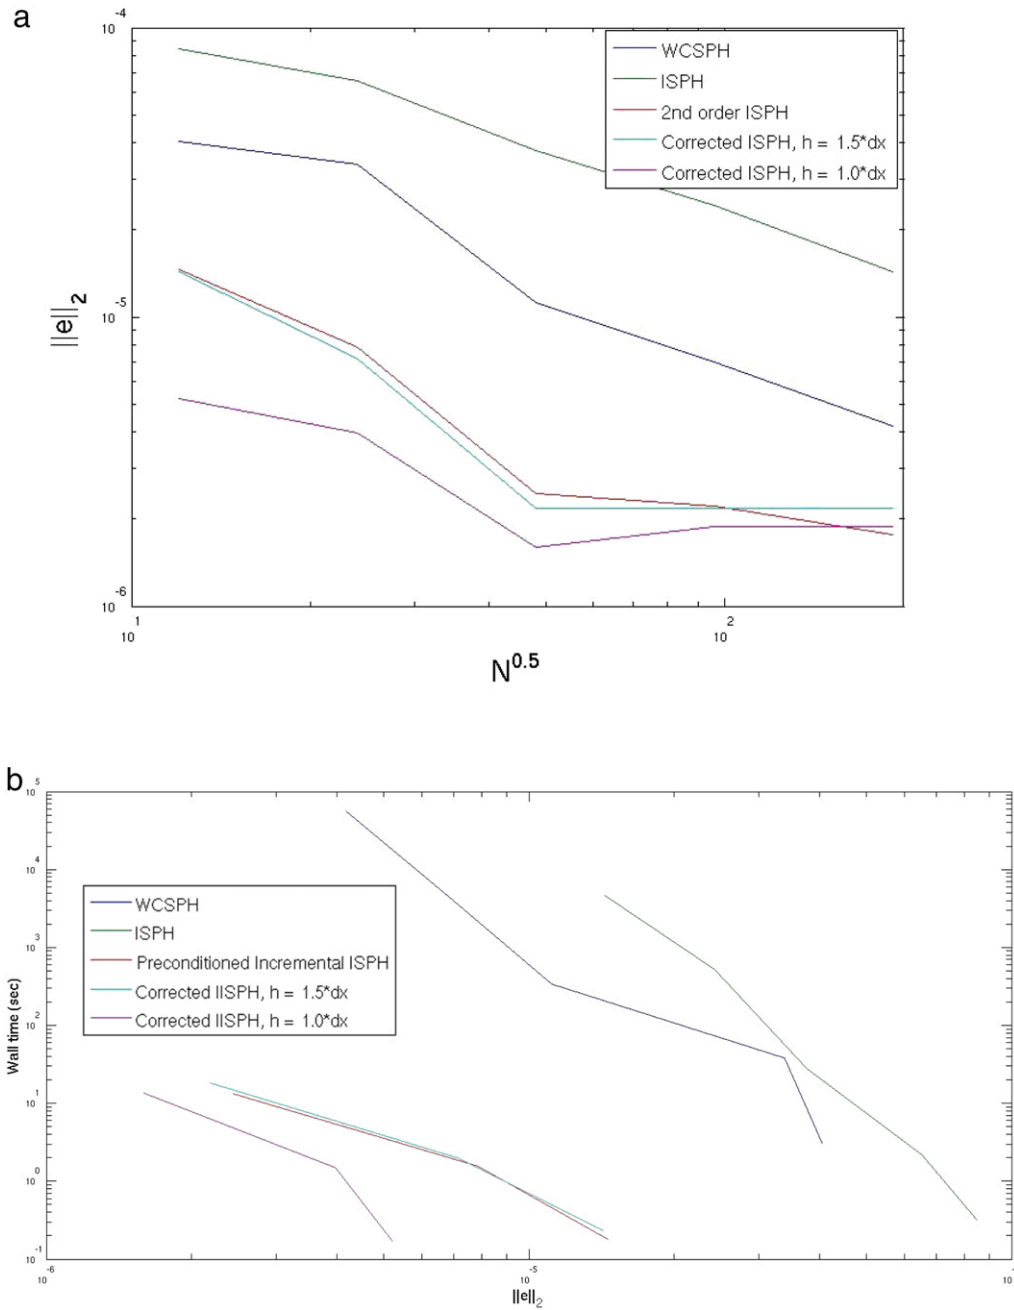 a
10 -4
WCSPH
ISPH
2nd order ISPH
Corrected ISPH, h = 1.5*dx
Corrected ISPH, h = 1.0*dx
||e||2
10 -5
10 -6
10 1
10 2
N0.5
b
10 5
10 4
WCSPH
ISPH
Preconditioned Incremental ISPH
Corrected IISPH, h = 1.5*dx
Corrected IISPH, h = 1.0*dx
10 3
10 2
Wall time (sec)
10 1
10 0
10 -1
10 -6
10 -5
10
||e||2